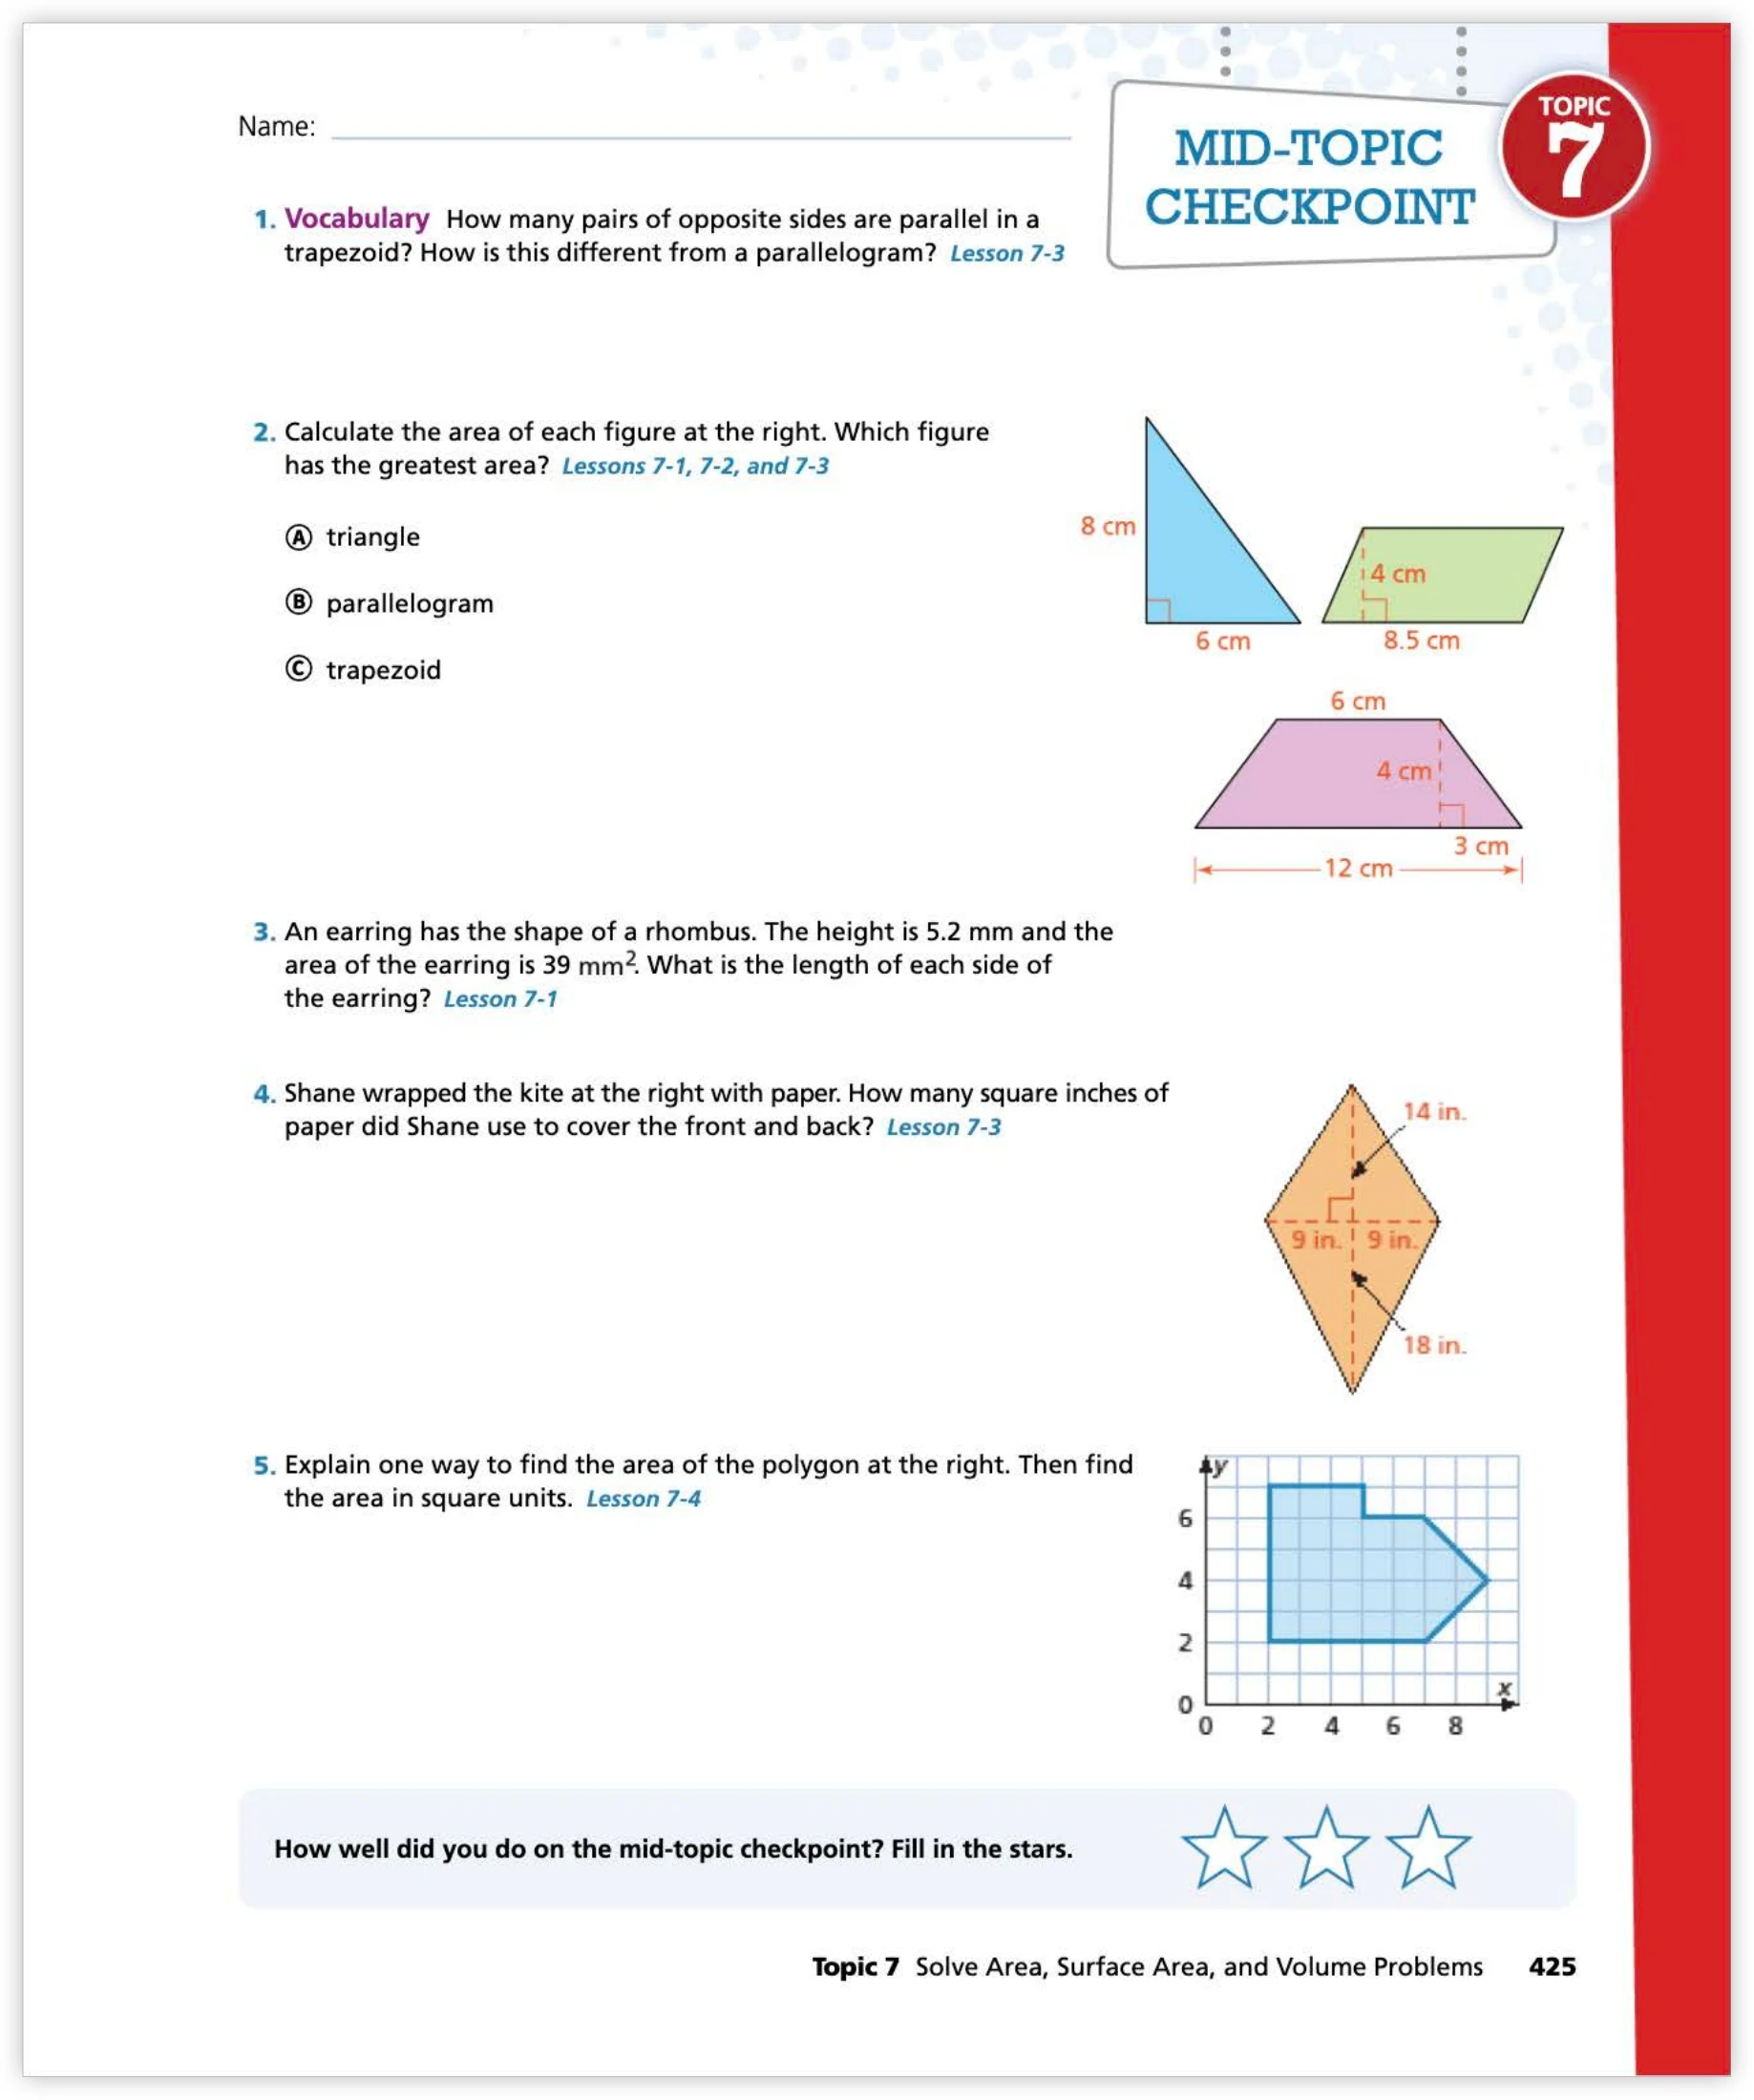 Name:
MID-TOPIC
CHECKPOINT
TOPIC
7
1. Vocabulary How many pairs of opposite sides are parallel in a
trapezoid? How is this different from a parallelogram? Lesson 7-3
2. Calculate the area of each figure at the right. Which figure
has the greatest area? Lessons 7-1, 7-2, and 7-3
Ⓐ triangle
Ⓑ parallelogram
Ⓒ trapezoid
8 cm
6 cm
4 cm
8.5 cm
6 cm
4 cm
3 cm
12 cm
3. An earring has the shape of a rhombus. The height is 5.2 mm and the
area of the earring is 39 mm². What is the length of each side of
the earring? Lesson 7-1
4. Shane wrapped the kite at the right with paper. How many square inches of
paper did Shane use to cover the front and back? Lesson 7-3
14 in.
9 in. 9 in.
18 in.
5. Explain one way to find the area of the polygon at the right. Then find
the area in square units. Lesson 7-4
y
6
4
2
0
x
0 2 4 6 8
How well did you do on the mid-topic checkpoint? Fill in the stars.
Topic 7 Solve Area, Surface Area, and Volume Problems 425